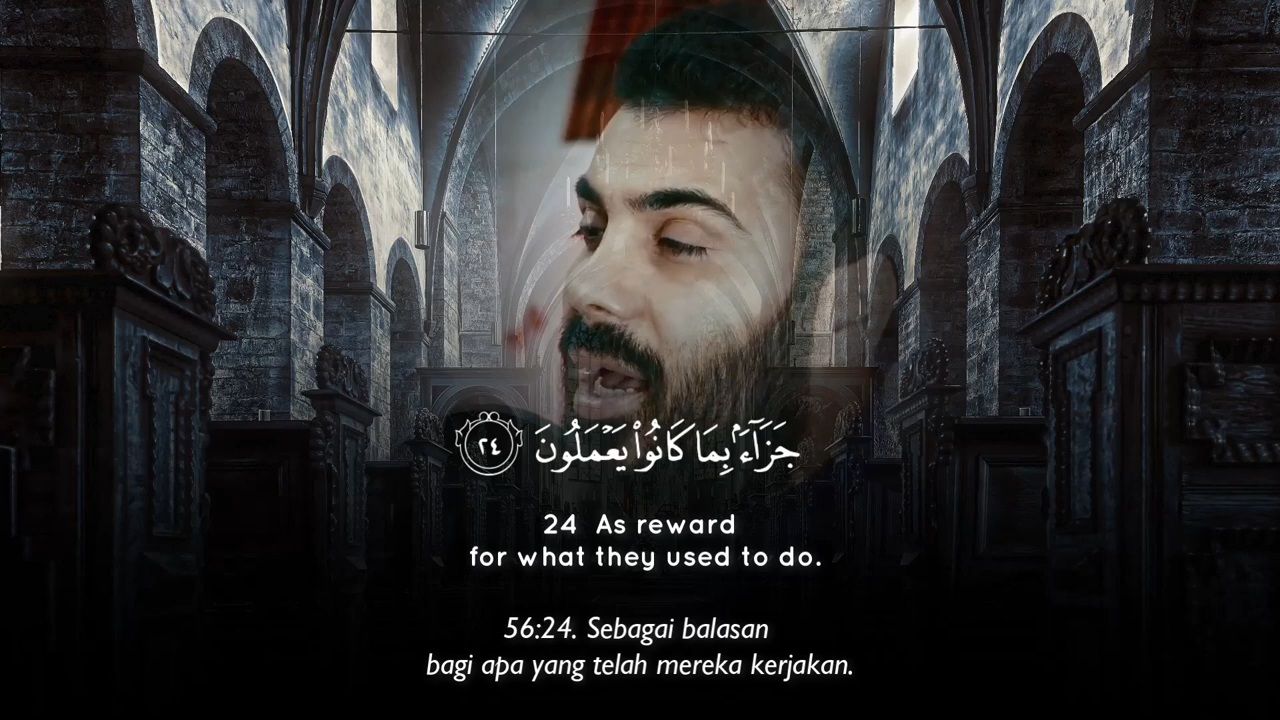 جَزَآءَۢ بِمَا كَانُوا۟ يَعْمَلُونَ ٢٤
24 As reward
for what they used to do.
56:24. Sebagai balasan
bagi apa yang telah mereka kerjakan.